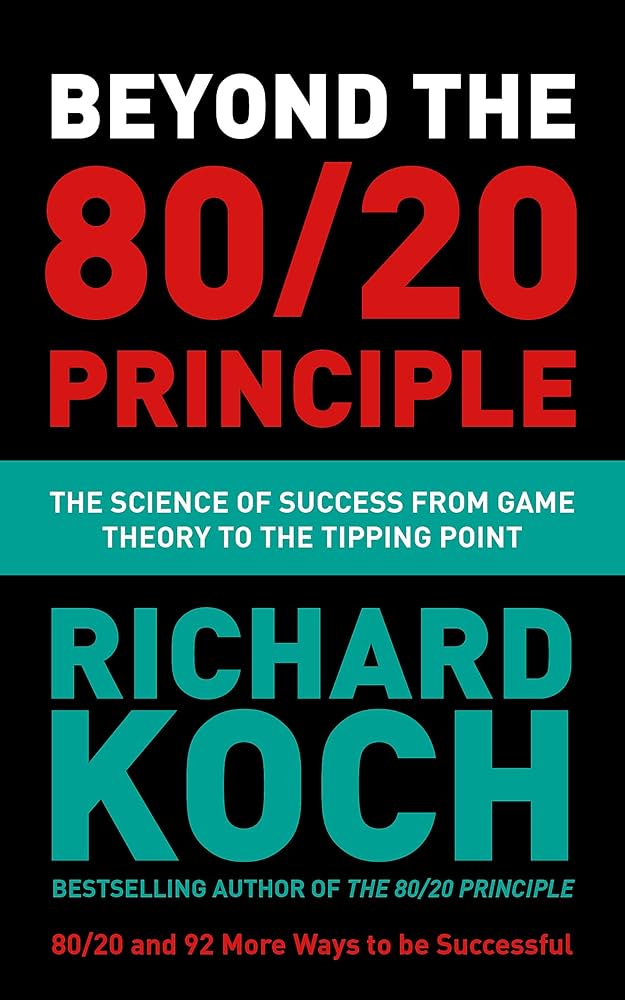 BEYOND THE
80/20
PRINCIPLE
THE SCIENCE OF SUCCESS FROM GAME
THEORY TO THE TIPPING POINT
RICHARD
KOCH
BESTSELLING AUTHOR OF THE 80/20 PRINCIPLE
80/20 and 92 More Ways to be Successful